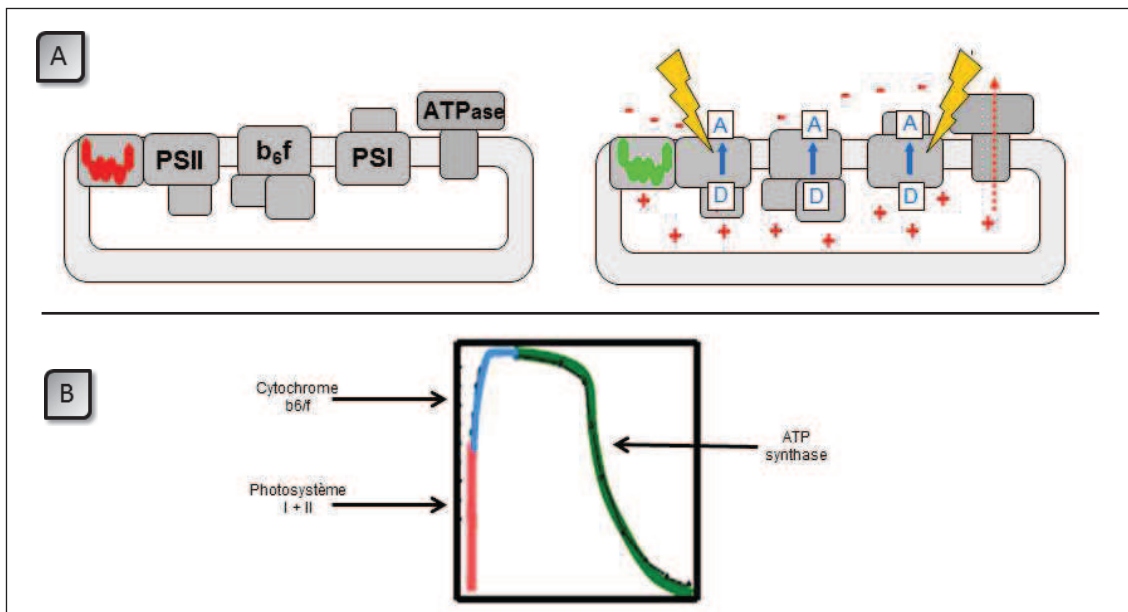 A
PSII
b₆f
PSI
ATPase
A
A
A
D
D
D
B
Cytochrome
b6/f
Photosystème
I + II
ATP
synthase